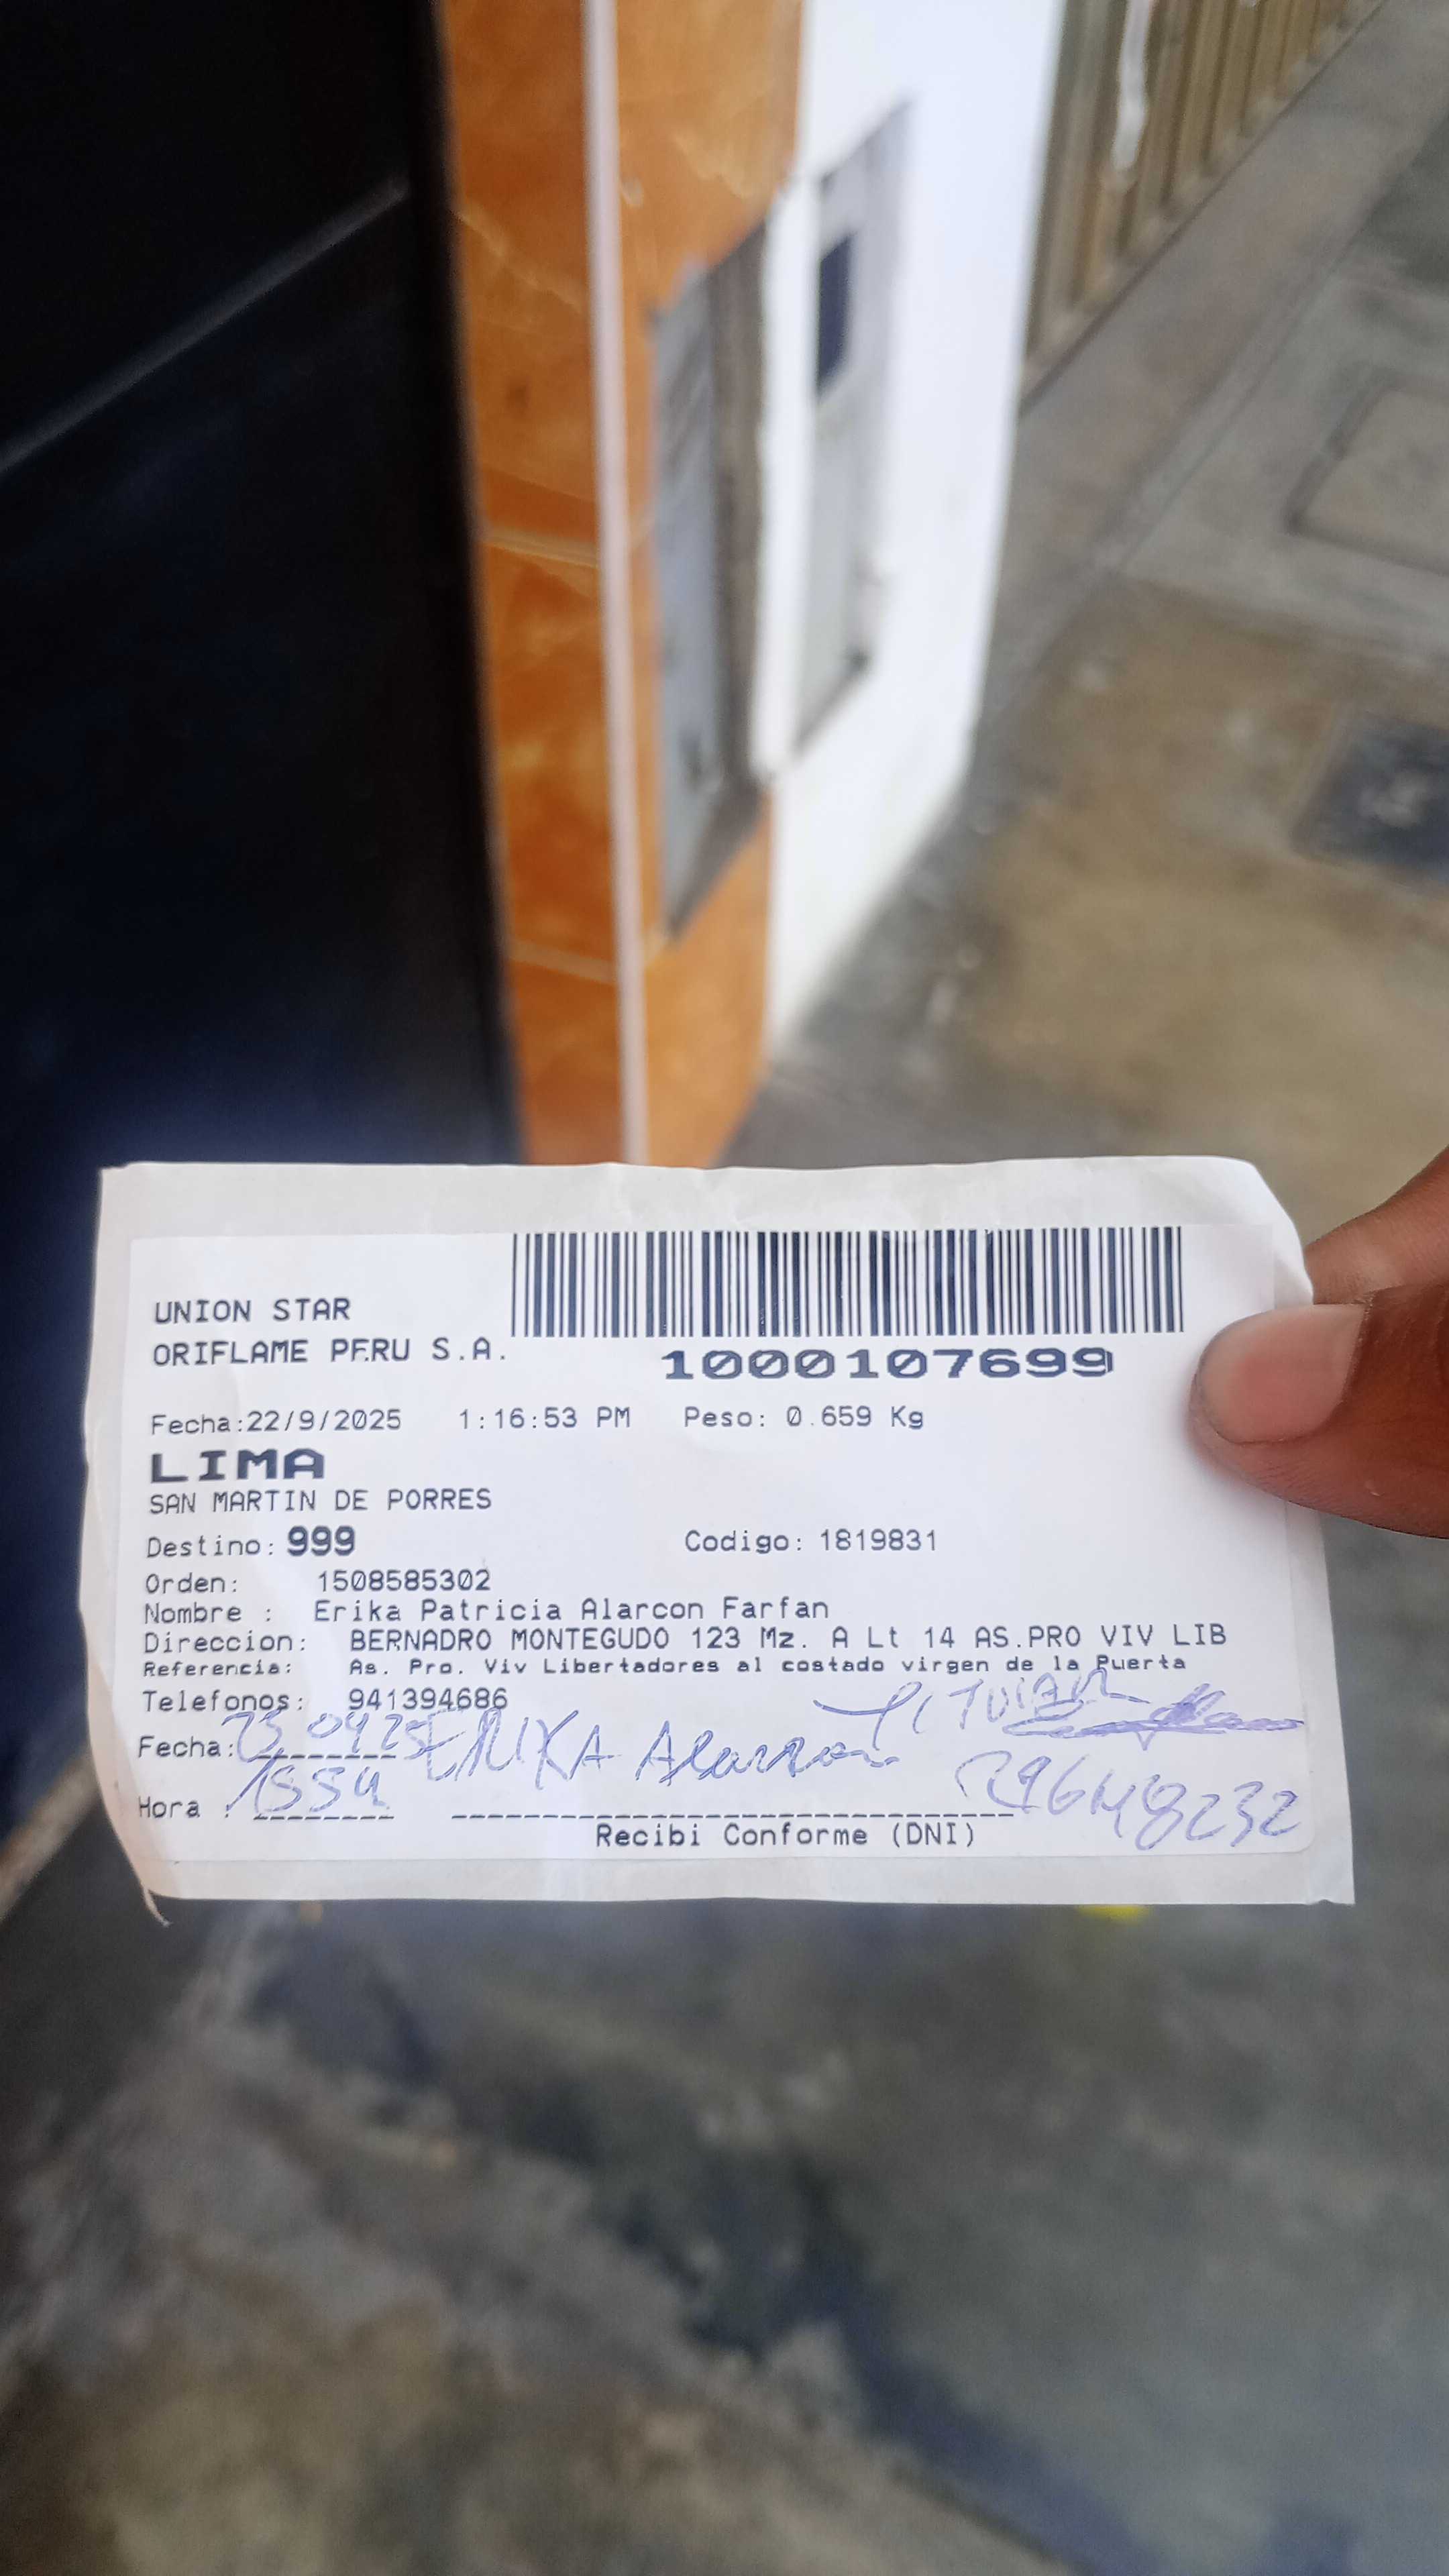 UNION STAR
ORIFLAME PERU S.A.
1000107699
Fecha:22/9/2025 1:16:53 PM Peso: 0.659 Kg
LIMA
SAN MARTIN DE PORRES
Destino: 999 Codigo: 1819831
Orden: 1508585302
Nombre : Erika Patricia Alarcon Farfan
Direccion: BERNADRO MONTEGUDO 123 Mz. A Lt 14 AS.PRO VIV LIB
Referencia: As. Pro. Viv Libertadores al costado virgen de la Puerta
Telefonos: 941394686
TITULAR
Fecha: ERIKA Alarcon
Hora :
Recibi Conforme (DNI)